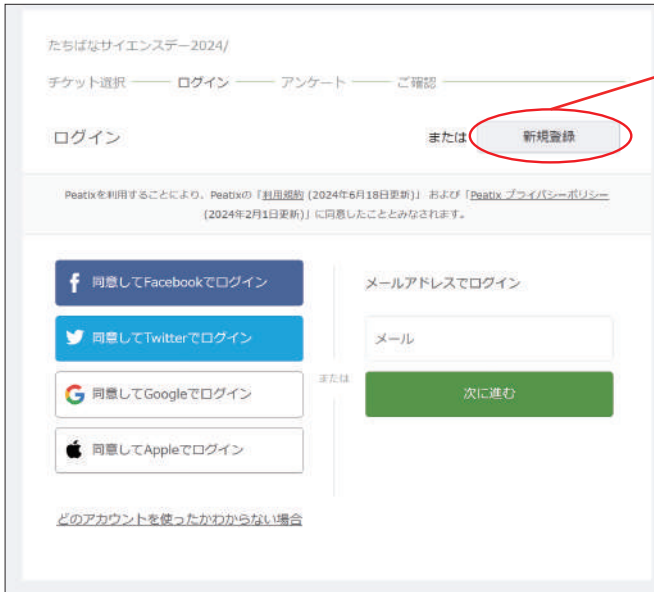 たちばなサイエンスデー2024/
チケット選択 ログイン アンケート ご確認
ログイン または 新規登録
Peatixを利用することにより、Peatixの「利用規約 (2024年6月18日更新)」 および「Peatix プライバシーポリシー
(2024年2月1日更新)」に同意したこととみなされます。
同意してFacebookでログイン
同意してTwitterでログイン
同意してGoogleでログイン
同意してAppleでログイン
または
メールアドレスでログイン
メール
次に進む
どのアカウントを使ったかわからない場合